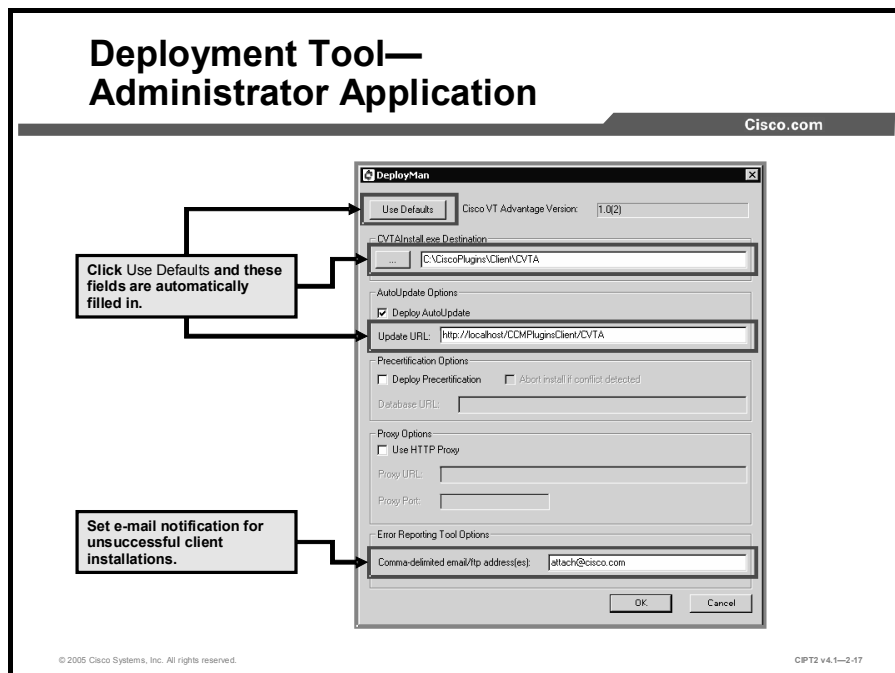 Deployment Tool—
Administrator Application
Cisco.com
DeployMan
Use Defaults
Cisco VT Advantage Version:
1.0(2)
CVTAInstall.exe Destination
...
C:\CiscoPlugins\Client\CVTA
Click Use Defaults and these
fields are automatically
filled in.
AutoUpdate Options
Deploy AutoUpdate
Update URL:
http://localhost/CCMPluginsClient/CVTA
Precertification Options
Deploy Precertification
Abort install if conflict detected
Database URL:
Proxy Options
Use HTTP Proxy
Proxy URL:
Proxy Port:
Set e-mail notification for
unsuccessful client
installations.
Error Reporting Tool Options
Comma-delimited email/ftp address(es):
attach@cisco.com
OK
Cancel
© 2005 Cisco Systems, Inc. All rights reserved.
CIPT2 v4.1—2-17